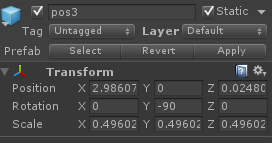 pos3 Static
Tag Untagged Layer Default
Prefab Select Revert Apply
Transform
Position X 2.98607 Y 0 Z 0.02480
Rotation X 0 Y -90 Z 0
Scale X 0.49602 Y 0.49602 Z 0.49602